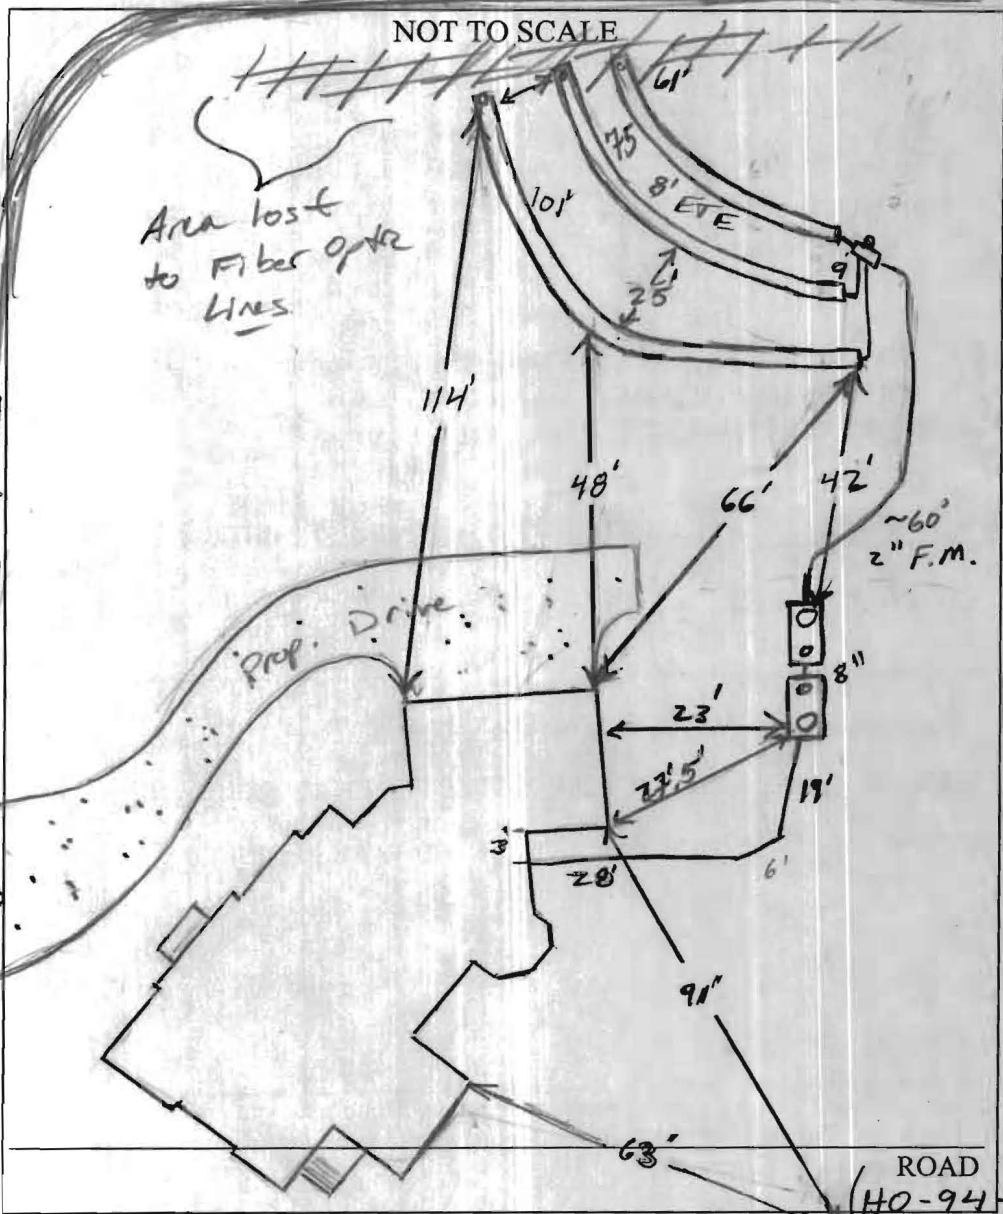 NOT TO SCALE
61'
75
8' ETE
101'
Area lost
to Fiber Optic
Lines
9'
25'
114'
48'
66'
42'
~60'
2" F.M.
Prop. Drive
8"
23'
27.5'
19'
3'
28'
6'
91"
63'
ROAD
(HO-94-